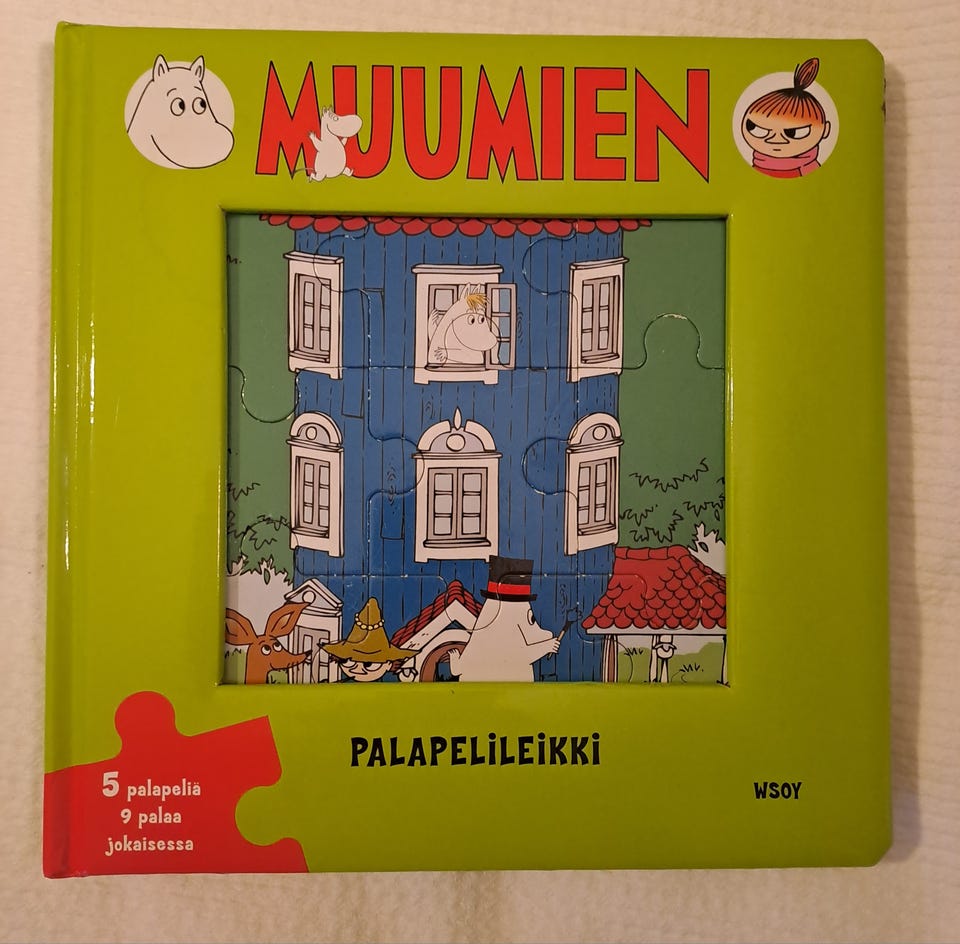 MUUMIEN
PALAPELiLEiKKi
WSOY
5 palapeliä
9 palaa
jokaisessa